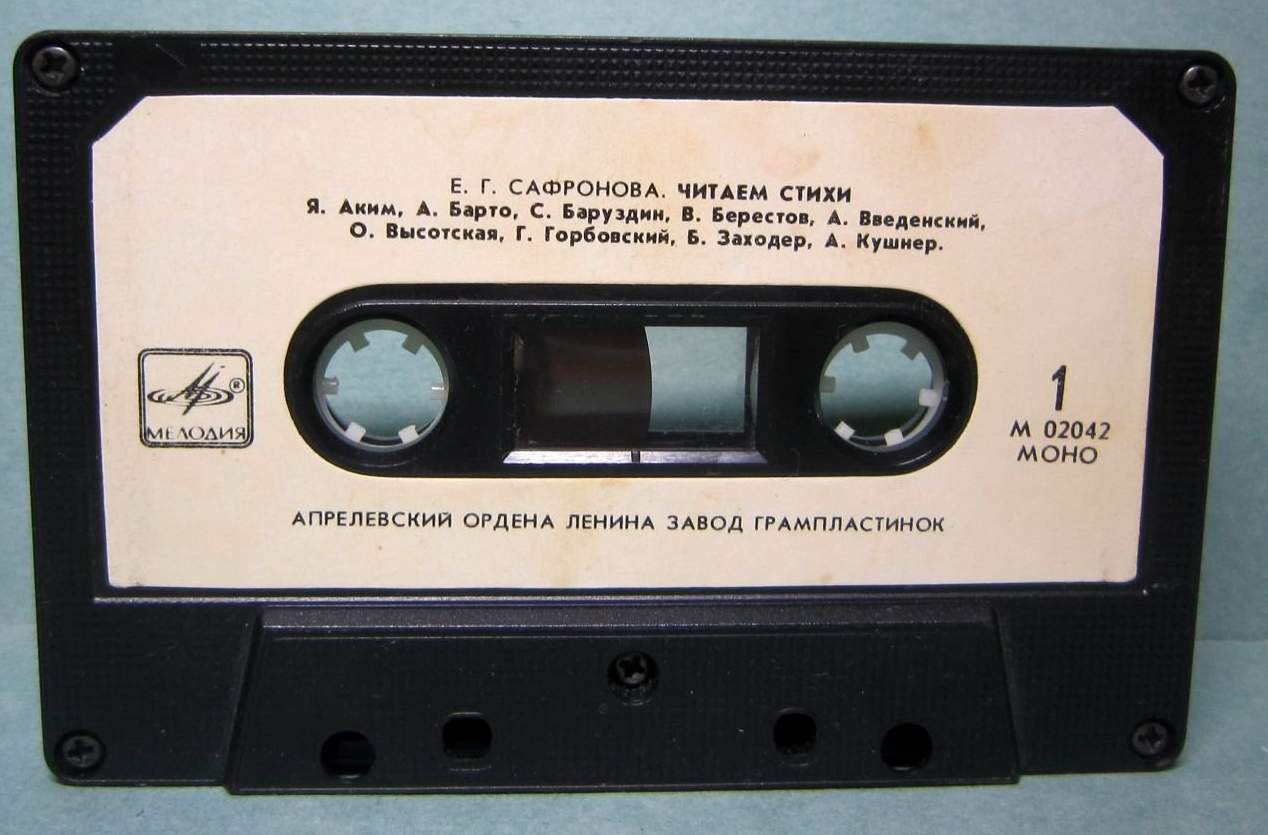 Е. Г. САФРОНОВА. ЧИТАЕМ СТИХИ
Я. Аким, А. Барто, С. Баруздин, В. Берестов, А. Введенский,
О. Высотская, Г. Горбовский, Б. Заходер, А. Кушнер.
МЕЛОДИЯ
®
1
М 02042
МОНО
АПРЕЛЕВСКИЙ ОРДЕНА ЛЕНИНА ЗАВОД ГРАМПЛАСТИНОК